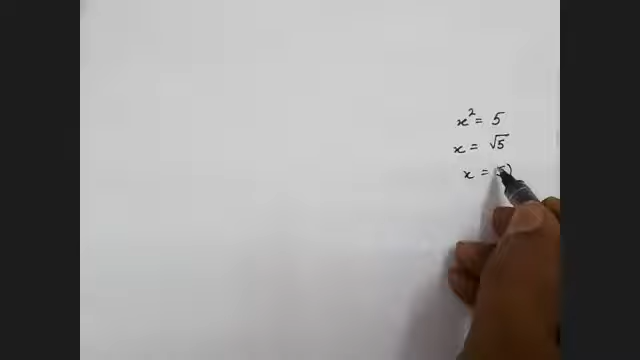 x² = 5
x = √5
x =